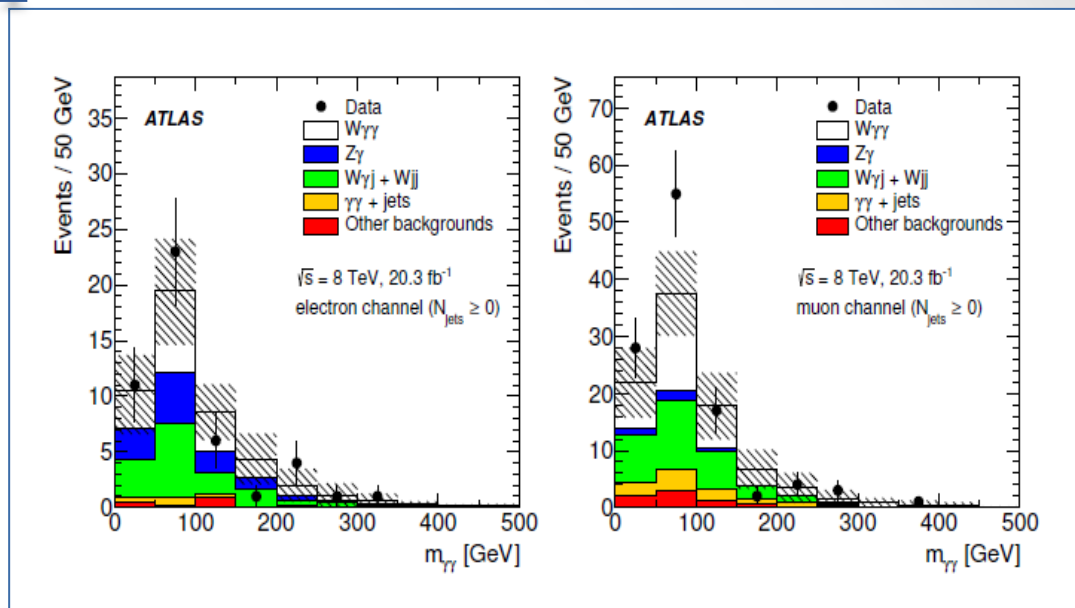 Events / 50 GeV
35
30
25
20
15
10
5
0
ATLAS
Data
Wγγ
Zγ
Wγj + Wjj
γγ + jets
Other backgrounds
√s = 8 TeV, 20.3 fb⁻¹
electron channel (N_jets ≥ 0)
0 100 200 300 400 500
m_γγ [GeV]
Events / 50 GeV
70
60
50
40
30
20
10
0
ATLAS
Data
Wγγ
Zγ
Wγj + Wjj
γγ + jets
Other backgrounds
√s = 8 TeV, 20.3 fb⁻¹
muon channel (N_jets ≥ 0)
0 100 200 300 400 500
m_γγ [GeV]